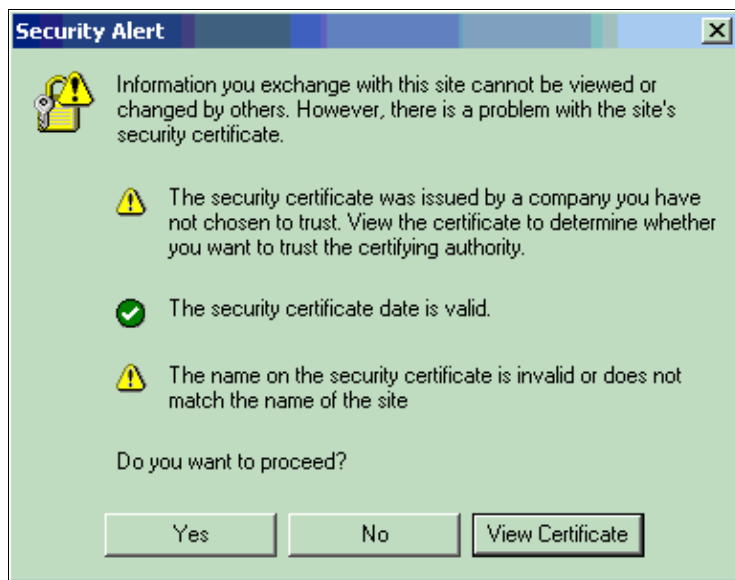 Security Alert
Information you exchange with this site cannot be viewed or
changed by others. However, there is a problem with the site's
security certificate.
The security certificate was issued by a company you have
not chosen to trust. View the certificate to determine whether
you want to trust the certifying authority.
The security certificate date is valid.
The name on the security certificate is invalid or does not
match the name of the site
Do you want to proceed?
Yes No View Certificate